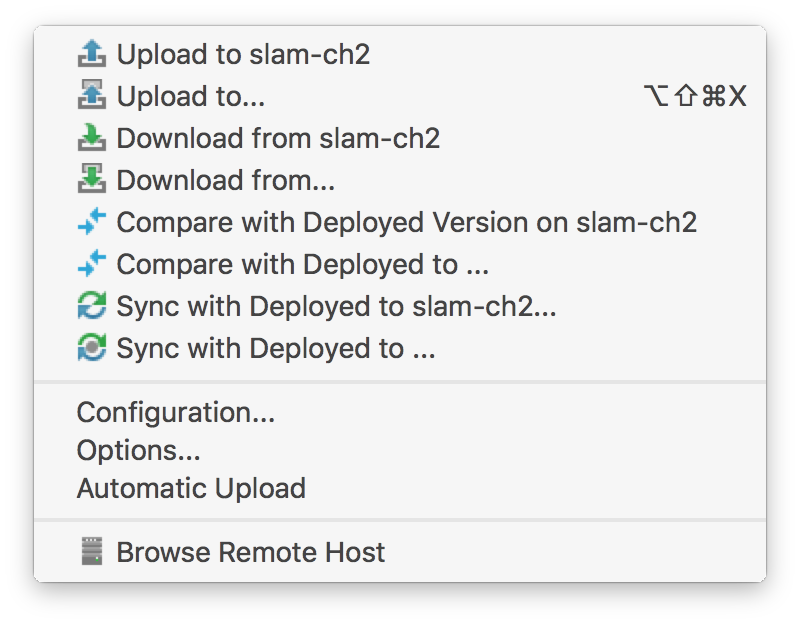 Upload to slam-ch2
Upload to... ⌥⇧⌘X
Download from slam-ch2
Download from...
Compare with Deployed Version on slam-ch2
Compare with Deployed to ...
Sync with Deployed to slam-ch2...
Sync with Deployed to ...
Configuration...
Options...
Automatic Upload
Browse Remote Host